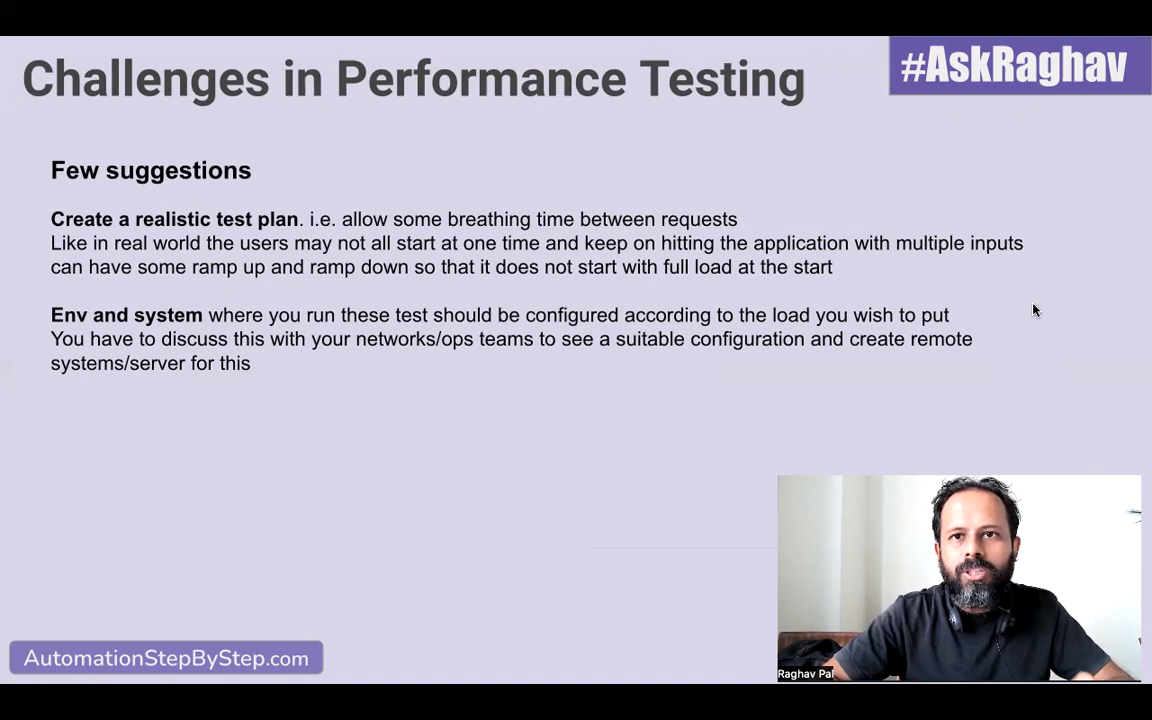 Challenges in Performance Testing
#AskRaghav
Few suggestions
Create a realistic test plan. i.e. allow some breathing time between requests
Like in real world the users may not all start at one time and keep on hitting the application with multiple inputs
can have some ramp up and ramp down so that it does not start with full load at the start
Env and system where you run these test should be configured according to the load you wish to put
You have to discuss this with your networks/ops teams to see a suitable configuration and create remote
systems/server for this
AutomationStepByStep.com
Raghav Pal